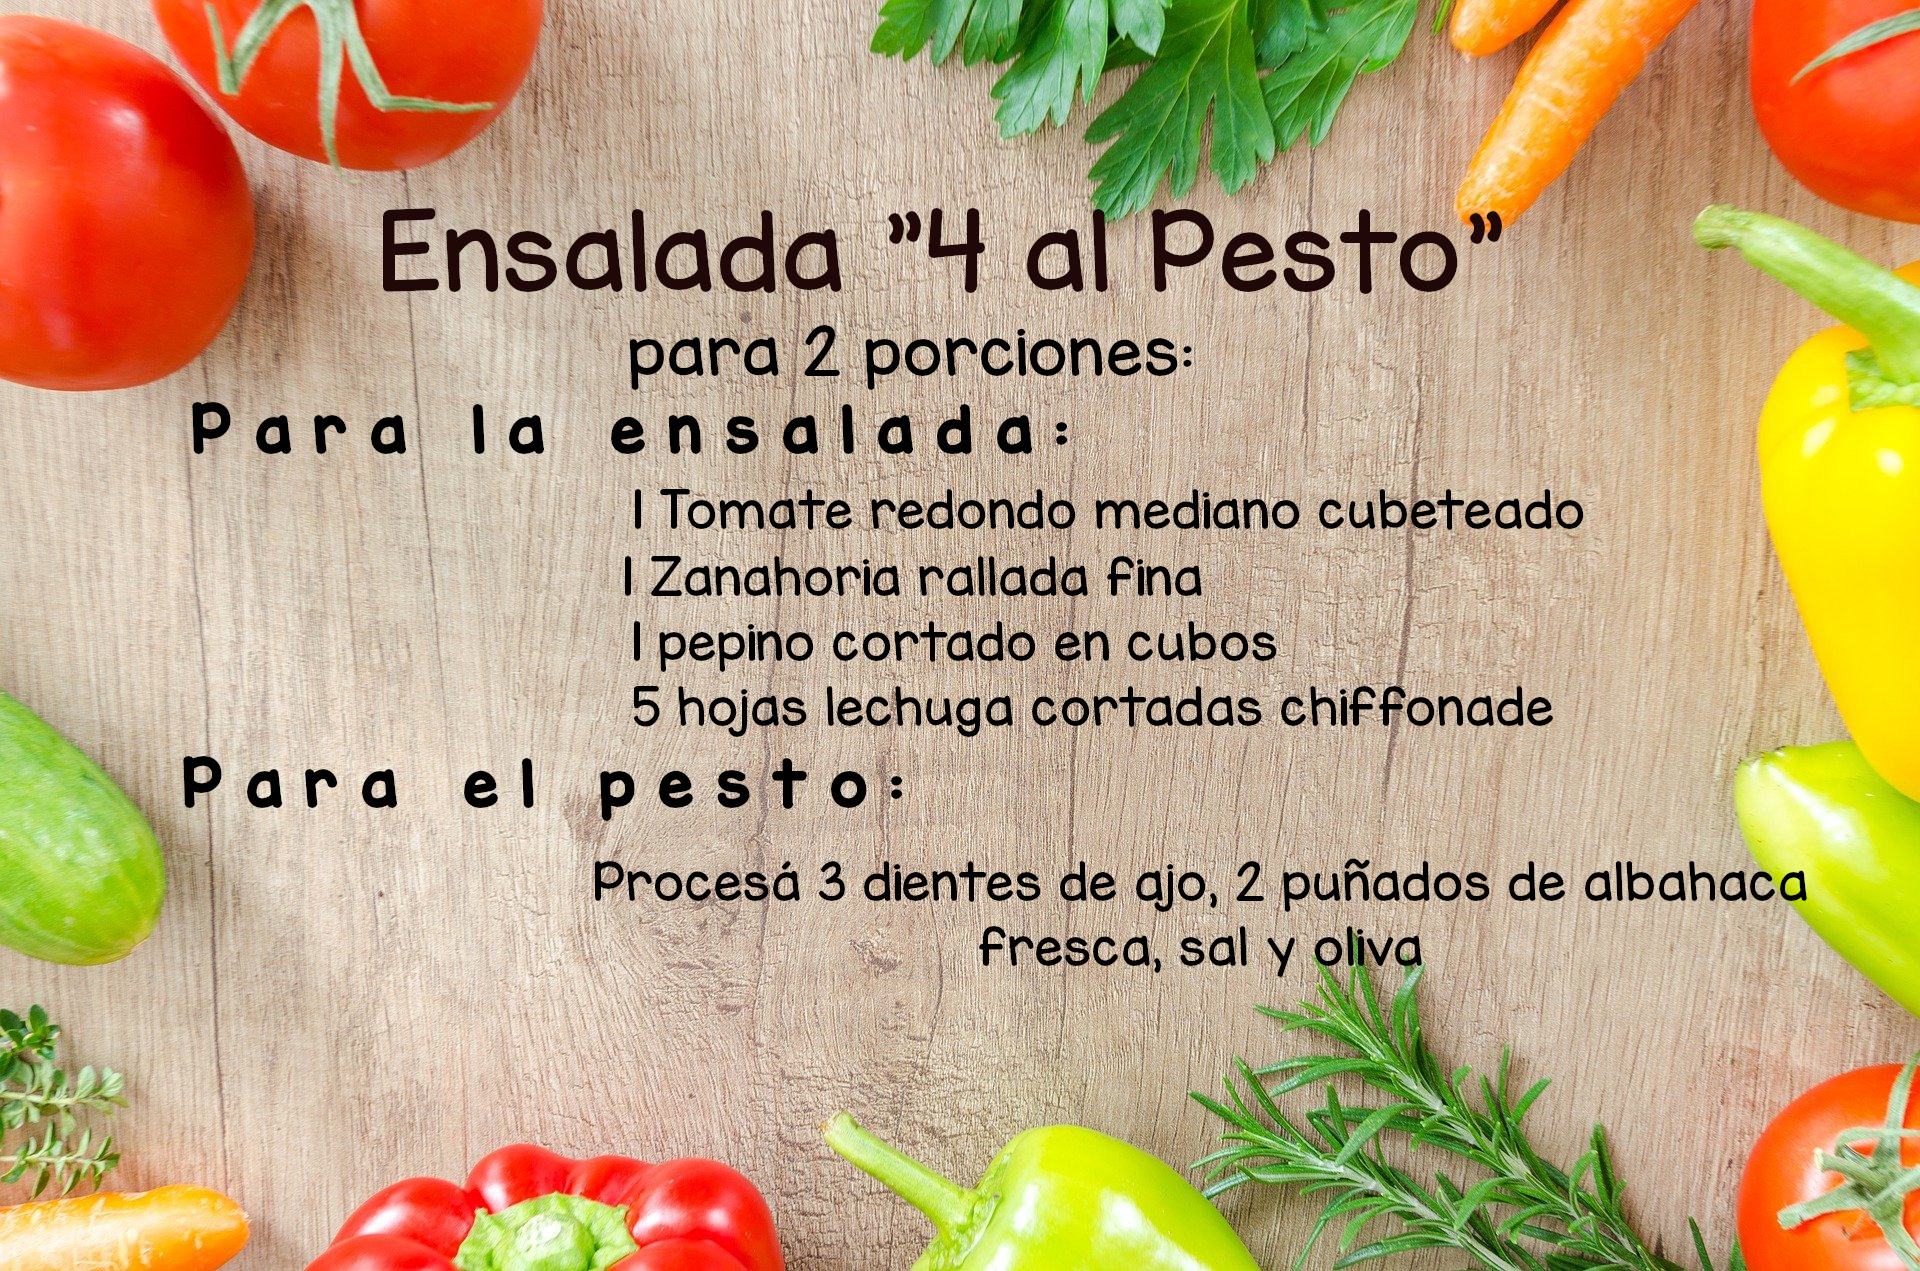 Ensalada "4 al Pesto"
para 2 porciones:
Para la ensalada:
1 Tomate redondo mediano cubeteado
1 Zanahoria rallada fina
1 pepino cortado en cubos
5 hojas lechuga cortadas chiffonade
Para el pesto:
Procesá 3 dientes de ajo, 2 puñados de albahaca
fresca, sal y oliva